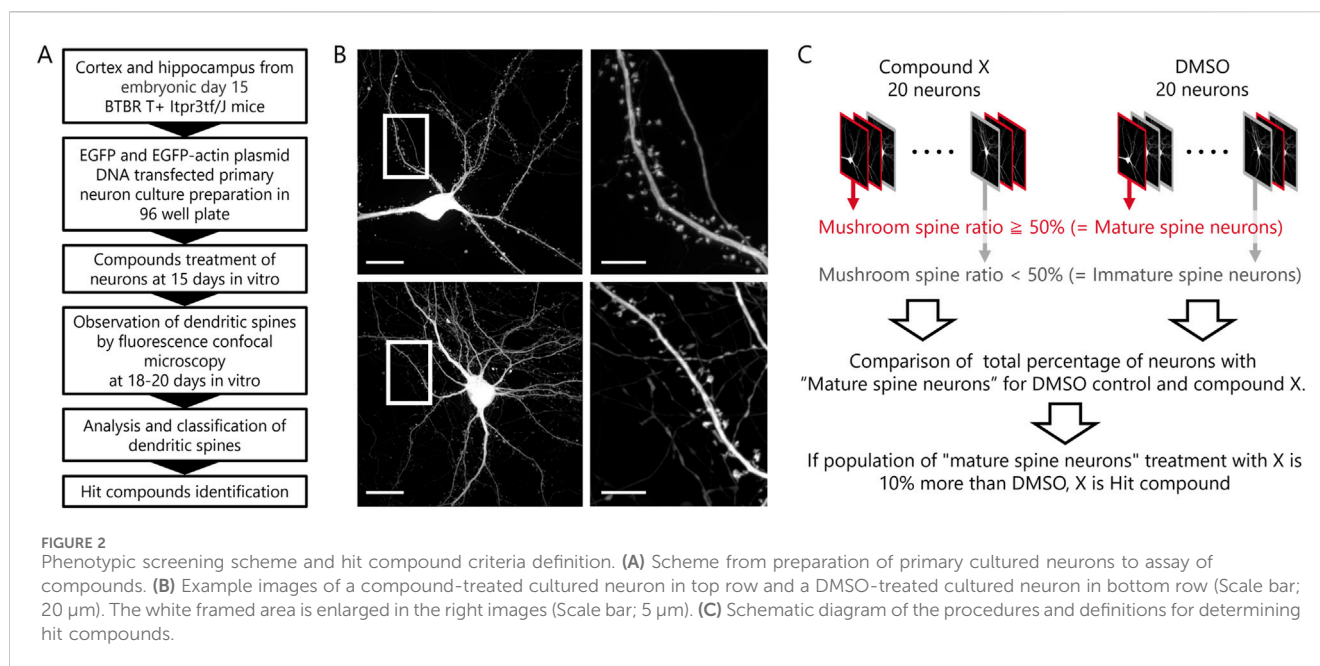 A
Cortex and hippocampus from
embryonic day 15
BTBR T+ Itpr3tf/J mice
EGFP and EGFP-actin plasmid
DNA transfected primary
neuron culture preparation in
96 well plate
Compounds treatment of
neurons at 15 days in vitro
Observation of dendritic spines
by fluorescence confocal
microscopy
at 18-20 days in vitro
Analysis and classification of
dendritic spines
Hit compounds identification
B
C
Compound X
20 neurons
DMSO
20 neurons
Mushroom spine ratio ≧ 50% (= Mature spine neurons)
Mushroom spine ratio < 50% (= Immature spine neurons)
Comparison of total percentage of neurons with
“Mature spine neurons” for DMSO control and compound X.
If population of "mature spine neurons" treatment with X is
10% more than DMSO, X is Hit compound
FIGURE 2
Phenotypic screening scheme and hit compound criteria definition. (A) Scheme from preparation of primary cultured neurons to assay of
compounds. (B) Example images of a compound-treated cultured neuron in top row and a DMSO-treated cultured neuron in bottom row (Scale bar;
20 μm). The white framed area is enlarged in the right images (Scale bar; 5 μm). (C) Schematic diagram of the procedures and definitions for determining
hit compounds.